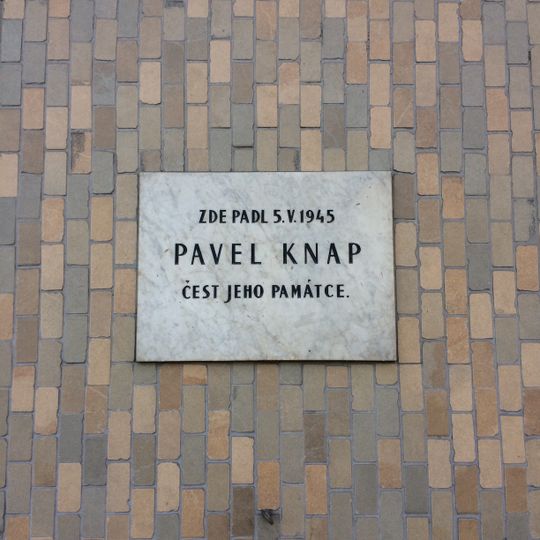 ZDE PADL 5.V.1945
PAVEL KNAP
ČEST JEHO PAMÁTCE.